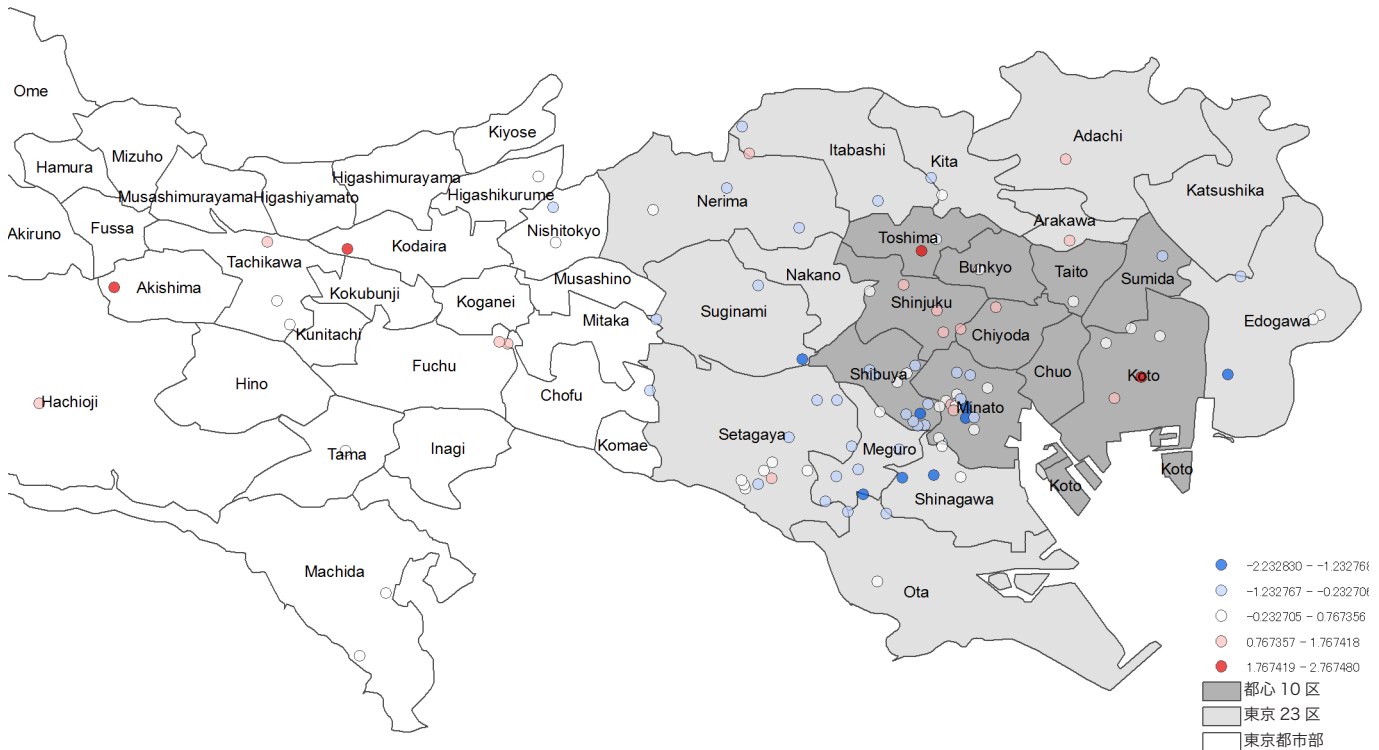 Ome
Kiyose
Adachi
Mizuho
Itabashi
Hamura
Kita
Higashimurayama
Katsushika
Musashimurayama
Higashiyamato
Higashikurume
Nerima
Fussa
Arakawa
Akiruno
Nishitokyo
Kodaira
Toshima
Tachikawa
Bunkyo
Taito
Sumida
Nakano
Musashino
Akishima
Kokubunji
Koganei
Shinjuku
Suginami
Mitaka
Edogawa
Kunitachi
Chiyoda
Fuchu
Shibuya
Chuo
Koto
Hino
Chofu
Hachioji
Minato
Setagaya
Komae
Inagi
Meguro
Tama
Koto
Koto
Shinagawa
Machida
Ota
-2.232830 - -1.232768
-1.232767 - -0.232706
-0.232705 - 0.767356
0.767357 - 1.767418
1.767419 - 2.767480
都心 10 区
東京 23 区
東京都市部